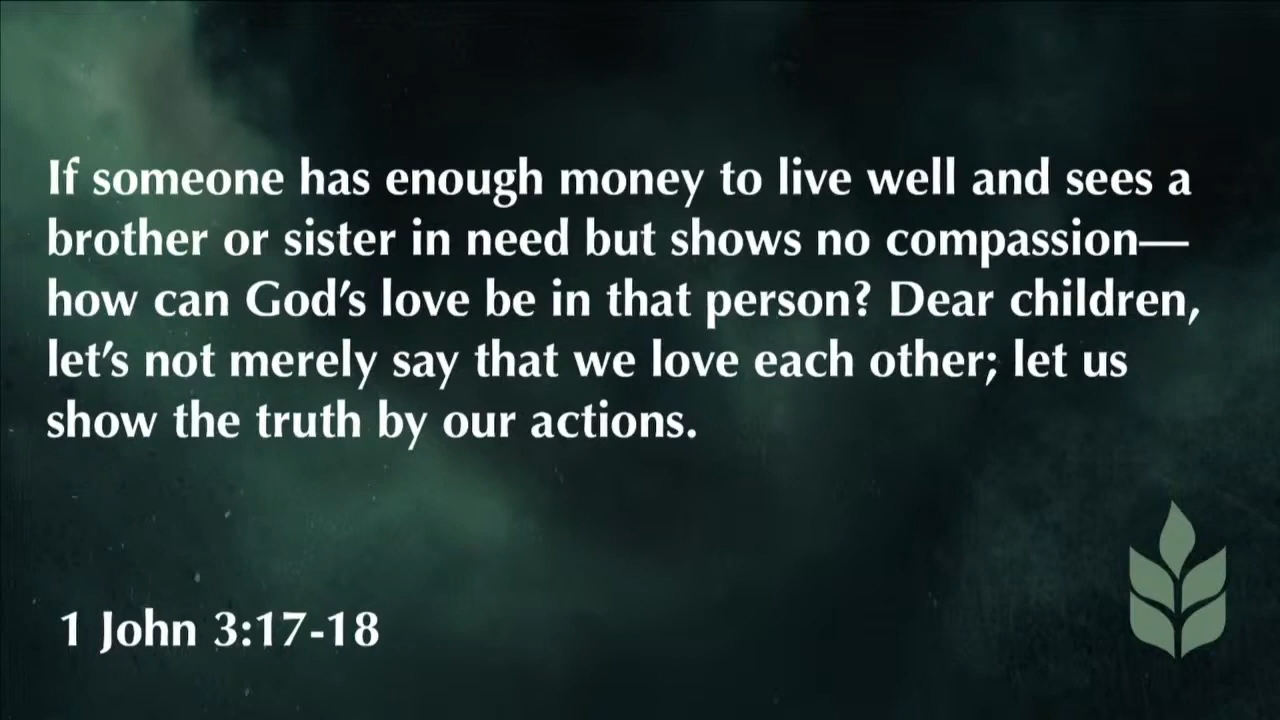 If someone has enough money to live well and sees a
brother or sister in need but shows no compassion—
how can God’s love be in that person? Dear children,
let’s not merely say that we love each other; let us
show the truth by our actions.
1 John 3:17-18